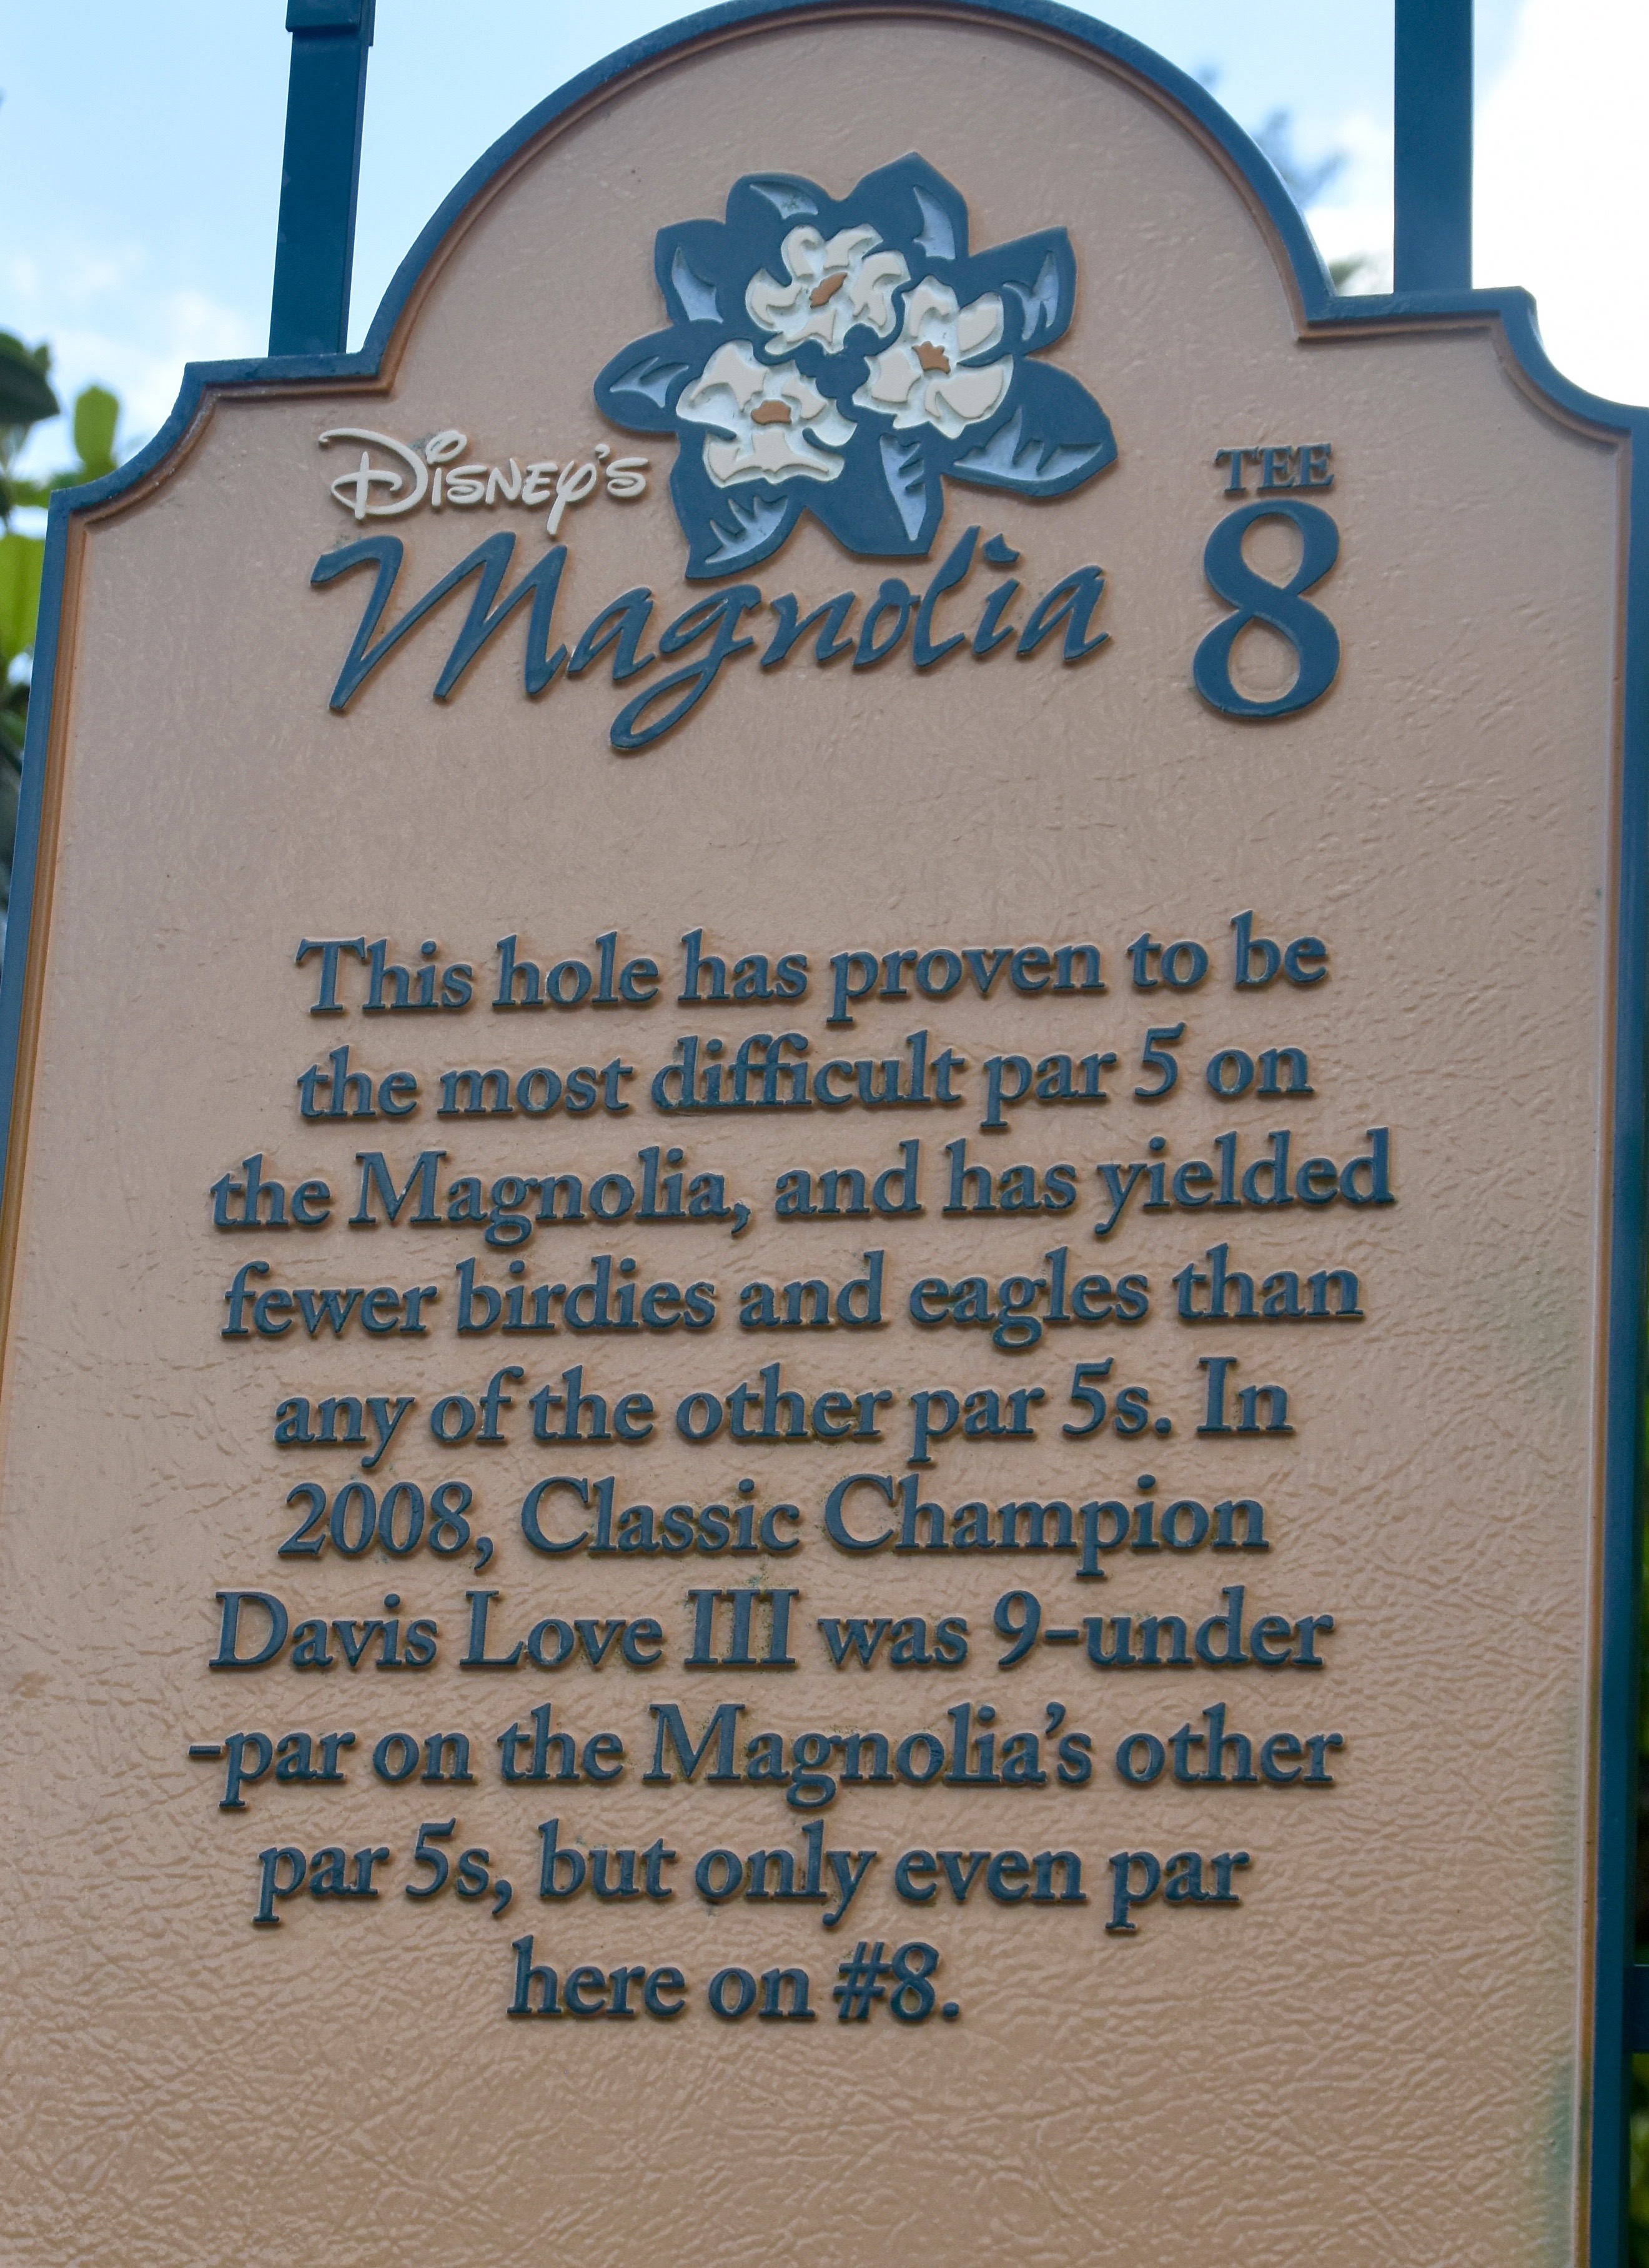 Disney's
Magnolia
TEE
8
This hole has proven to be
the most difficult par 5 on
the Magnolia, and has yielded
fewer birdies and eagles than
any of the other par 5s. In
2008, Classic Champion
Davis Love III was 9-under
-par on the Magnolia's other
par 5s, but only even par
here on #8.